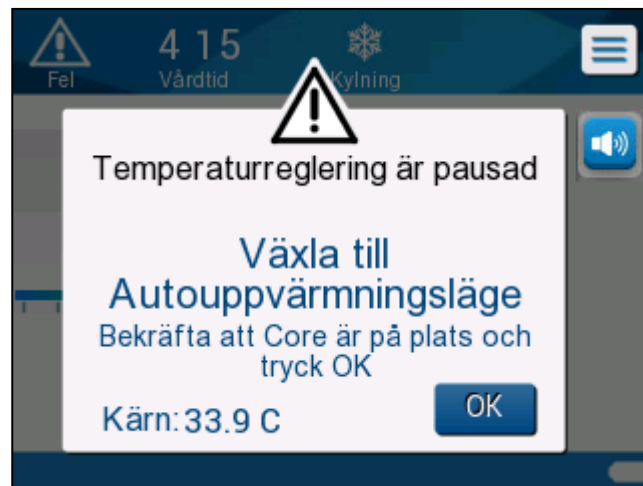 4 15
Fel
Vårdtid
Kylning
Temperaturreglering är pausad
Växla till
Autouppvärmningsläge
Bekräfta att Core är på plats och
tryck OK
Kärn: 33.9 C
OK